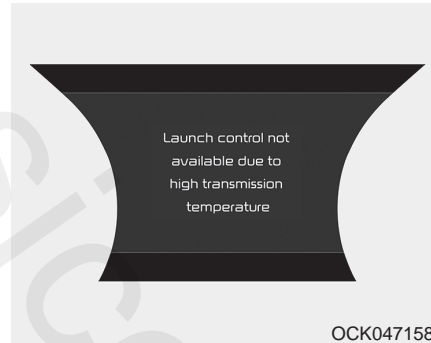 Launch control not
available due to
high transmission
temperature
OCK047158